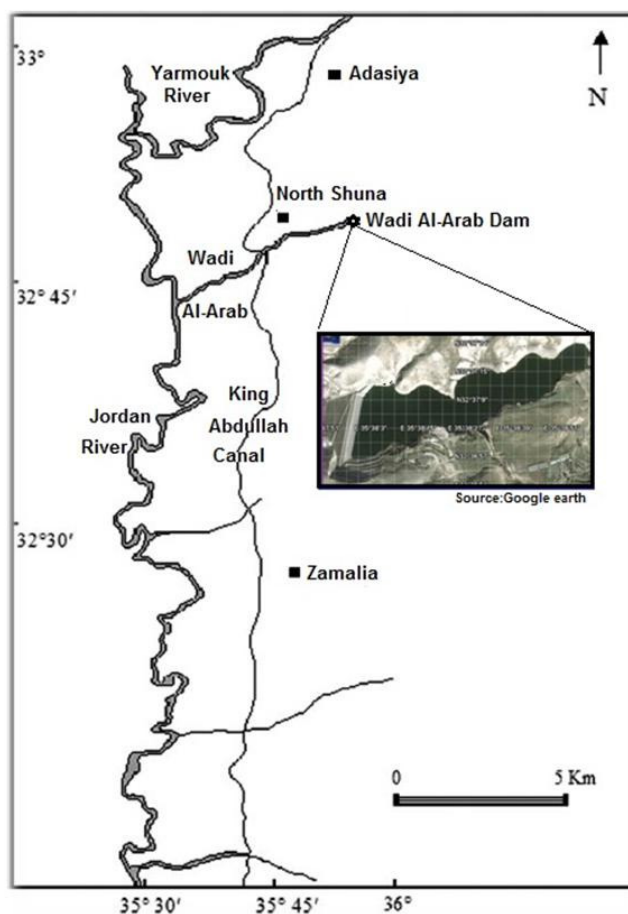 33°
Yarmouk
River
Adasiya
N
North Shuna
Wadi Al-Arab Dam
Wadi
32° 45'
Al-Arab
King
Abdullah
Canal
Jordan
River
Source:Google earth
32° 30'
Zamalia
0 5 Km
35° 30' 35° 45' 36°